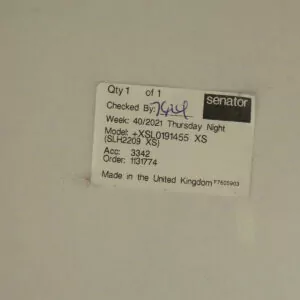 Qty 1 of 1
senator
Checked By:
Week: 40/2021 Thursday Night
Model: +XSL0191455 XS
(SLH2209 XS)
Acc: 3342
Order: 1131774
Made in the United Kingdom F7625903